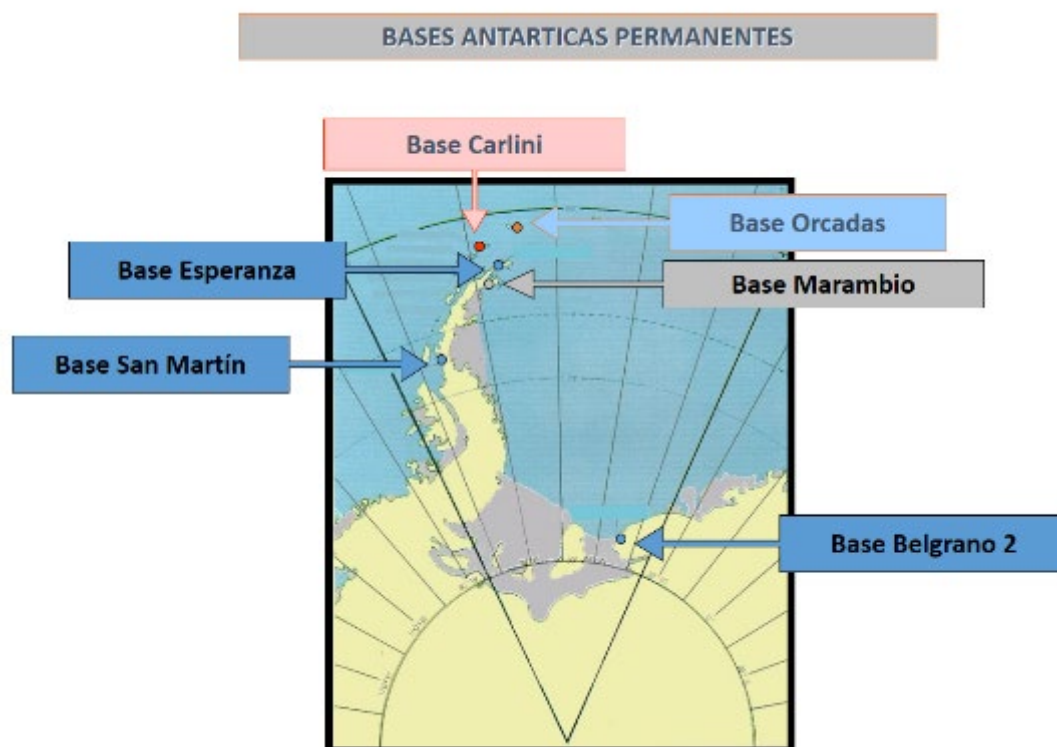 BASES ANTARTICAS PERMANENTES
Base Carlini
Base Orcadas
Base Esperanza
Base Marambio
Base San Martín
Base Belgrano 2